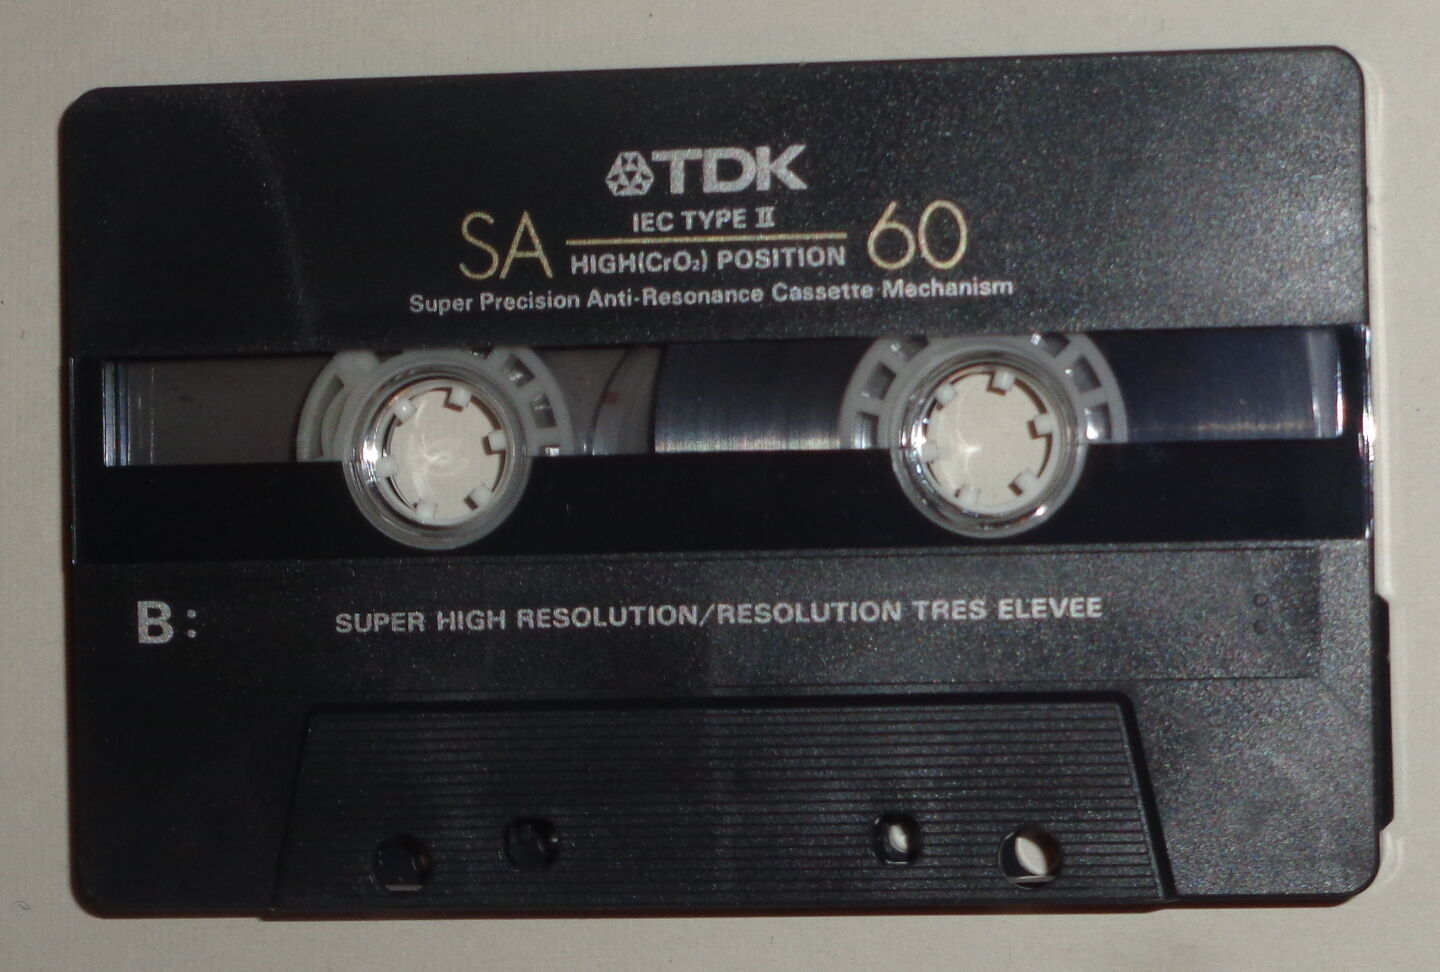 TDK
SA IEC TYPE II 60
HIGH(CrO₂) POSITION
Super Precision Anti-Resonance Cassette Mechanism
B: SUPER HIGH RESOLUTION/RESOLUTION TRES ELEVEE